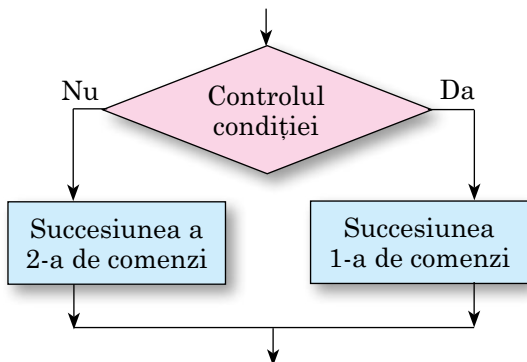 Controlul
condiției
Nu
Da
Succesiunea a
2-a de comenzi
Succesiunea
1-a de comenzi